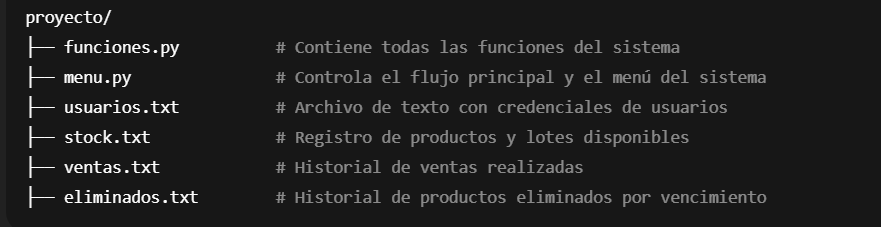 proyecto/
├── funciones.py # Contiene todas las funciones del sistema
├── menu.py # Controla el flujo principal y el menú del sistema
├── usuarios.txt # Archivo de texto con credenciales de usuarios
├── stock.txt # Registro de productos y lotes disponibles
├── ventas.txt # Historial de ventas realizadas
├── eliminados.txt # Historial de productos eliminados por vencimiento